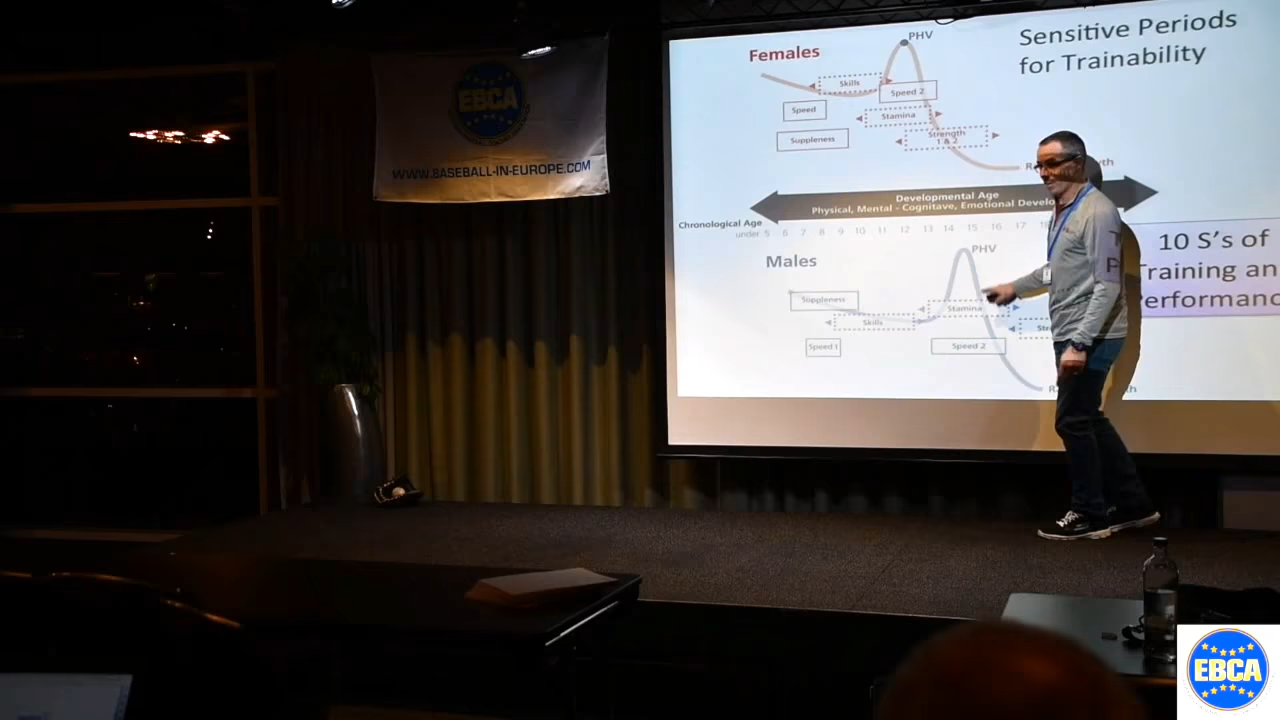 EBCA
WWW.BASEBALL-IN-EUROPE.COM
Sensitive Periods
for Trainability
Females
PHV
Skills
Speed 2
Speed
Stamina
Suppleness
Strength
1 & 2
Developmental Age
Physical, Mental - Cognitave, Emotional Develo
Chronological Age
under 5 6 7 8 9 10 11 12 13 14 15 16 17 18
Males
PHV
10 S's of
Training an
Performanc
Suppleness
Stamina
Skills
Speed 1
Speed 2
EBCA